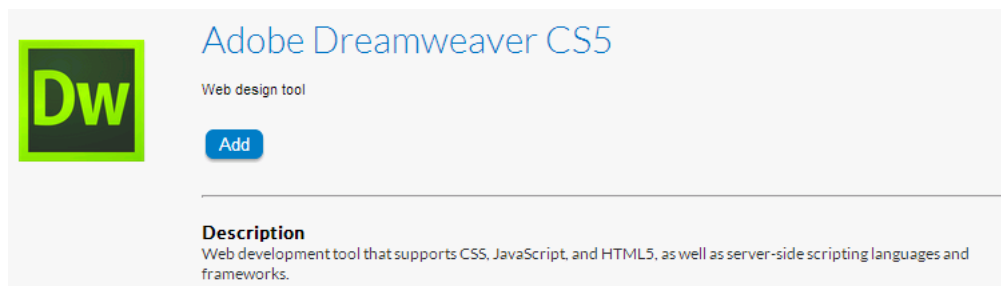 Dw
Adobe Dreamweaver CS5
Web design tool
Add
Description
Web development tool that supports CSS, JavaScript, and HTML5, as well as server-side scripting languages and
frameworks.